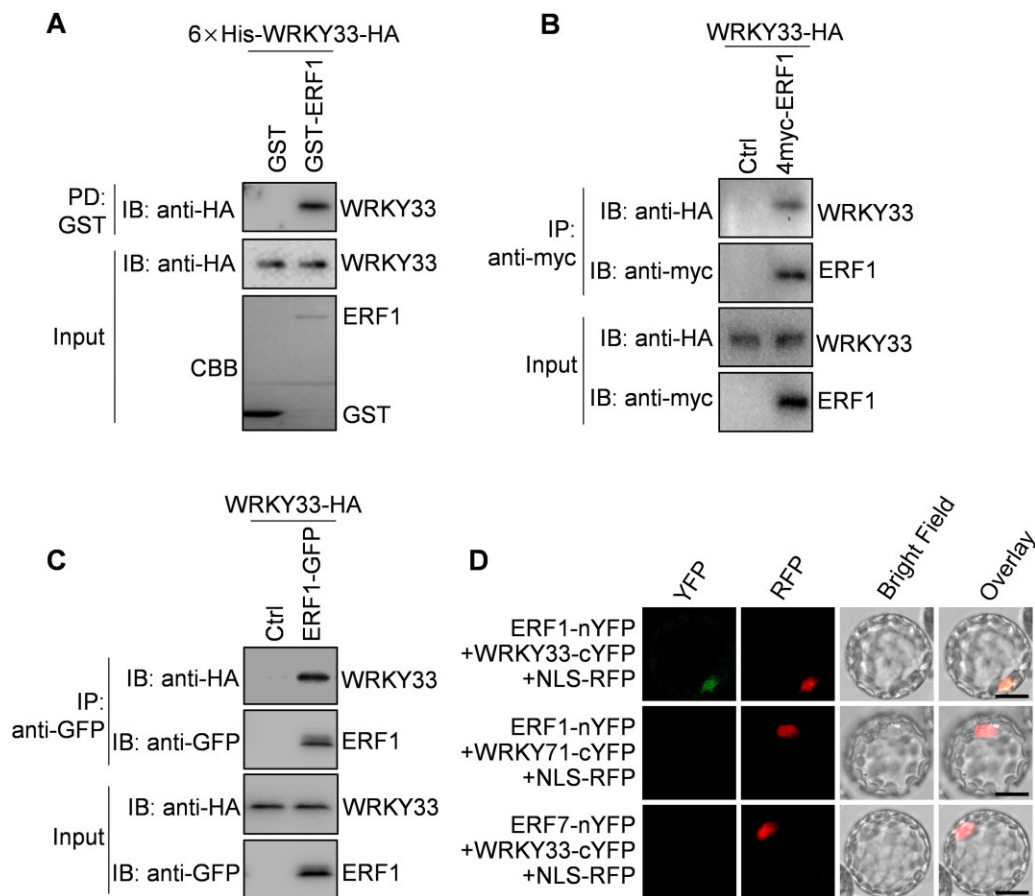 A
6×His-WRKY33-HA
GST
GST-ERF1
PD:
GST
IB: anti-HA
WRKY33
Input
IB: anti-HA
WRKY33
CBB
ERF1
GST
B
WRKY33-HA
Ctrl
4myc-ERF1
IP:
anti-myc
IB: anti-HA
WRKY33
IB: anti-myc
ERF1
Input
IB: anti-HA
WRKY33
IB: anti-myc
ERF1
C
WRKY33-HA
Ctrl
ERF1-GFP
IP:
anti-GFP
IB: anti-HA
WRKY33
IB: anti-GFP
ERF1
Input
IB: anti-HA
WRKY33
IB: anti-GFP
ERF1
D
YFP
RFP
Bright Field
Overlay
ERF1-nYFP
+WRKY33-cYFP
+NLS-RFP
ERF1-nYFP
+WRKY71-cYFP
+NLS-RFP
ERF7-nYFP
+WRKY33-cYFP
+NLS-RFP